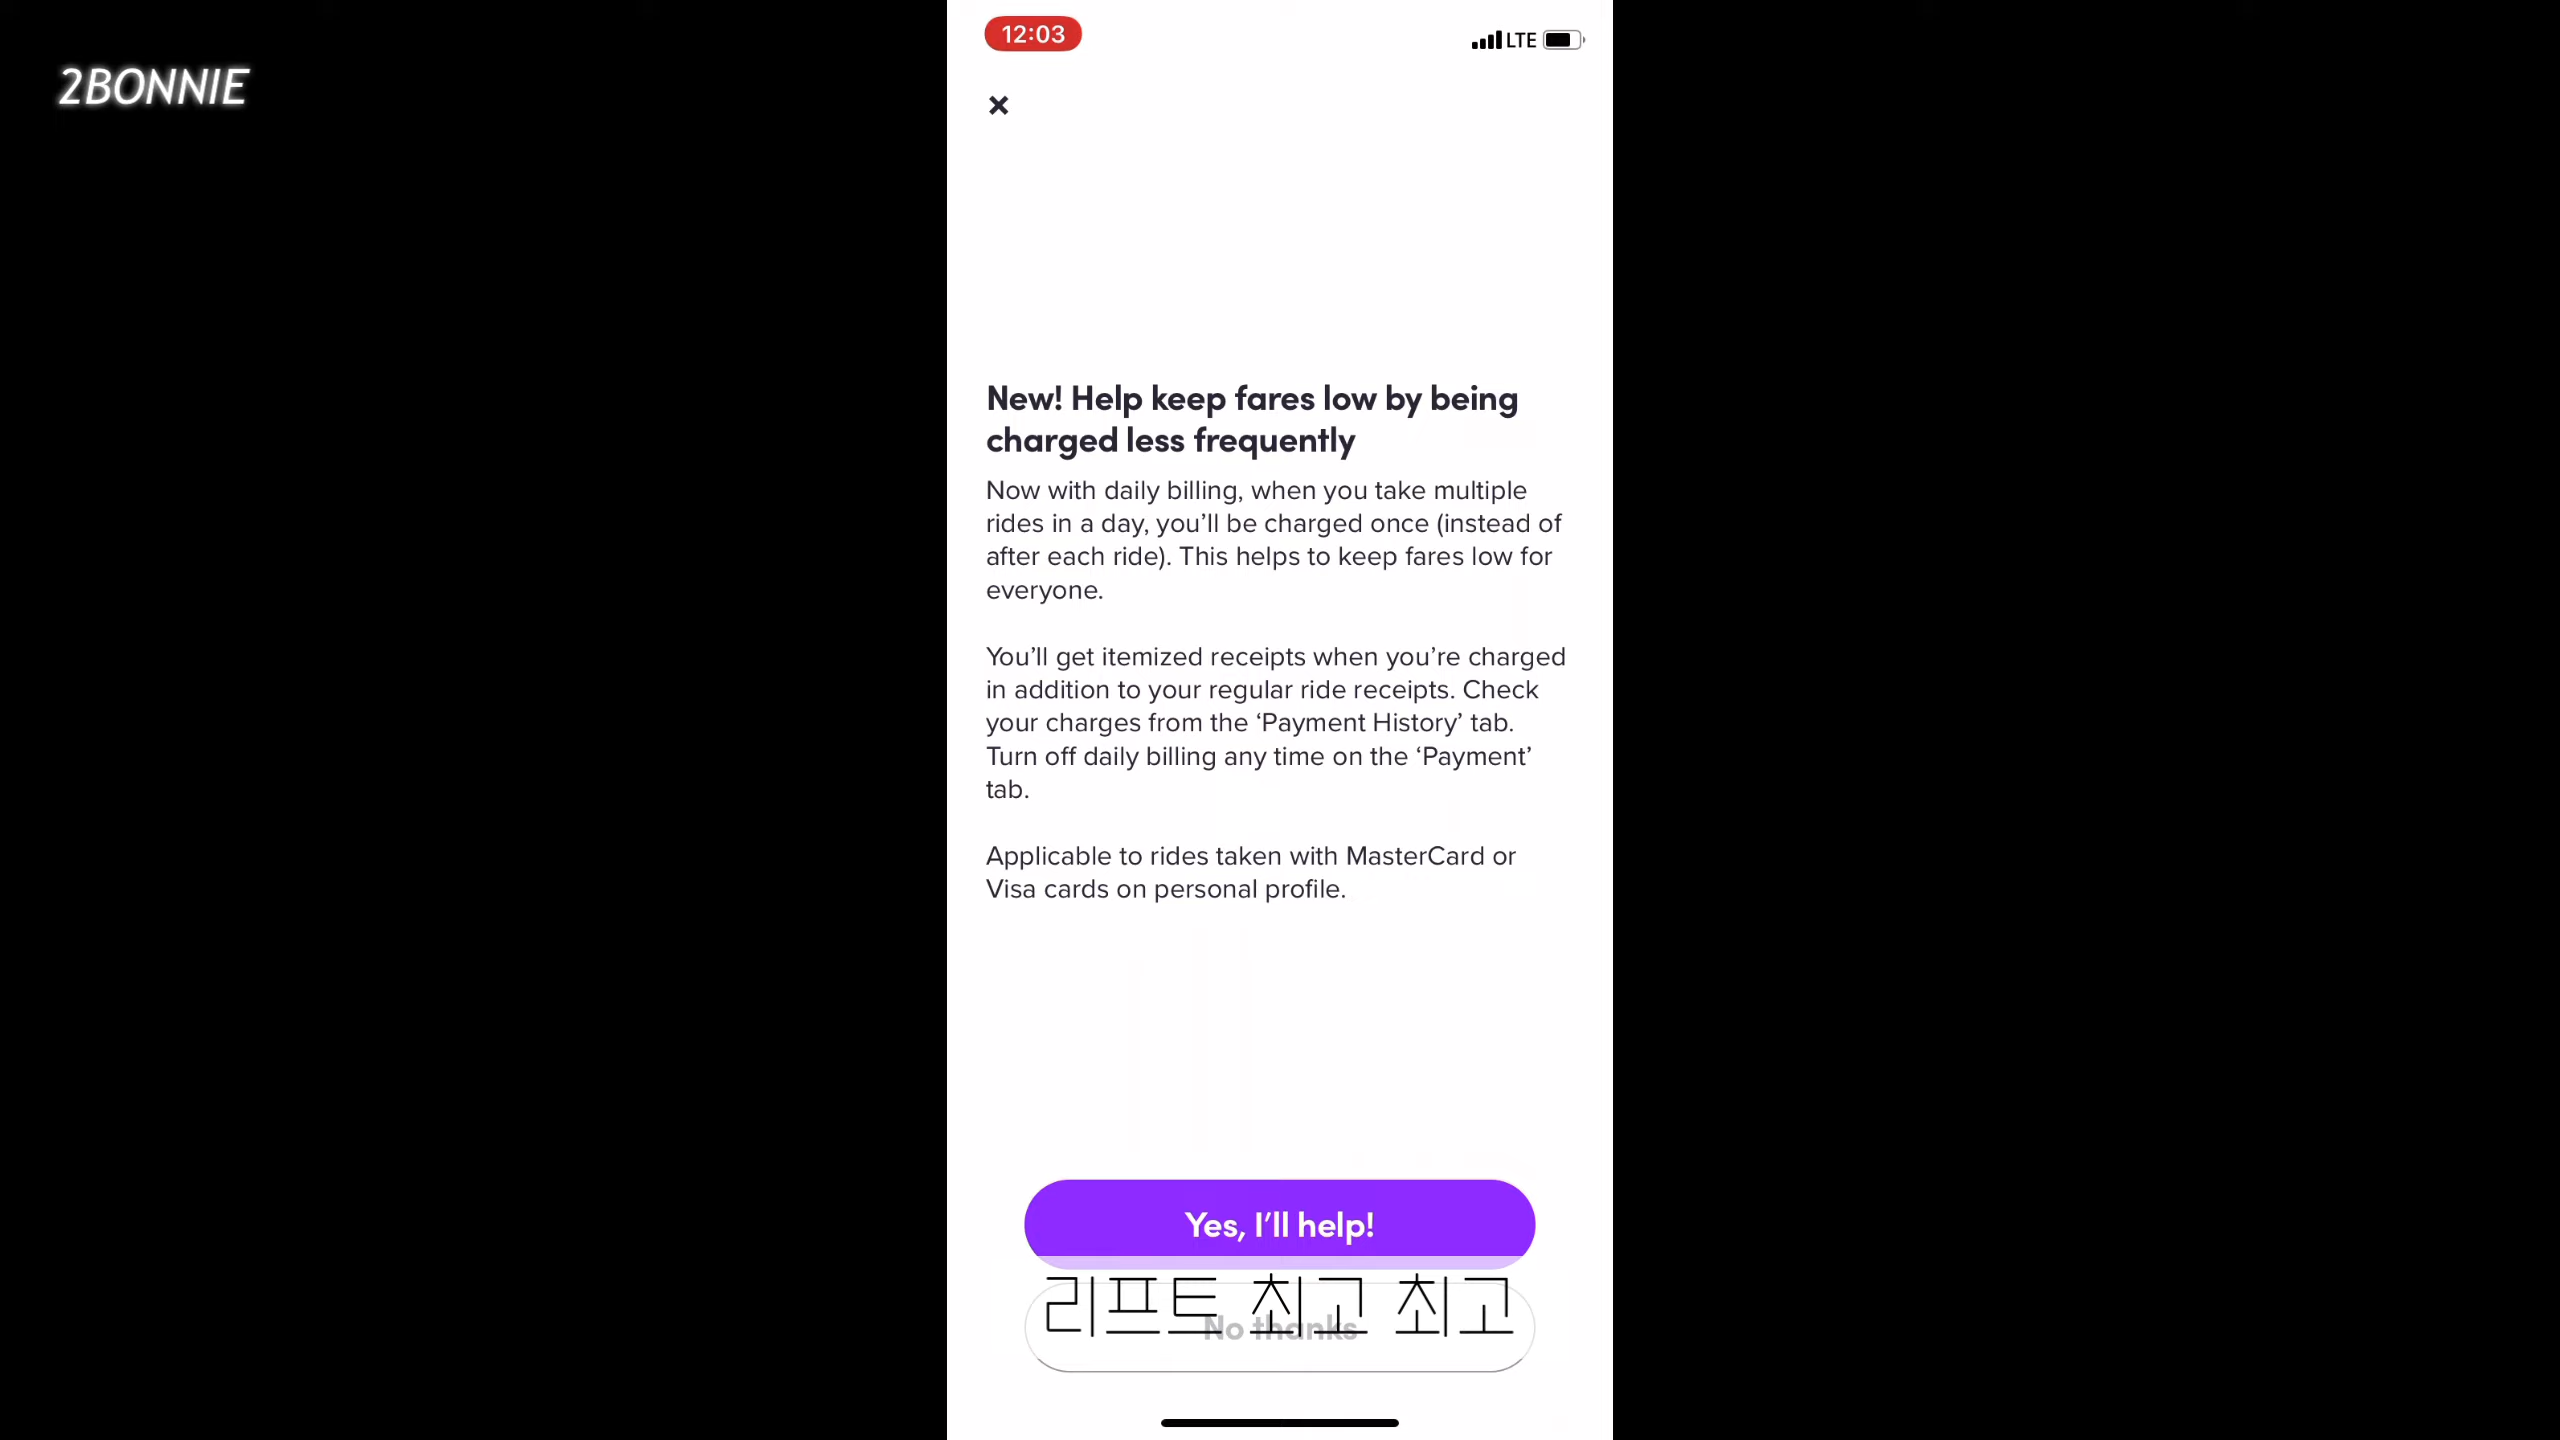 2BONNIE
12:03
LTE
New! Help keep fares low by being
charged less frequently
Now with daily billing, when you take multiple
rides in a day, you’ll be charged once (instead of
after each ride). This helps to keep fares low for
everyone.
You’ll get itemized receipts when you’re charged
in addition to your regular ride receipts. Check
your charges from the ‘Payment History’ tab.
Turn off daily billing any time on the ‘Payment’
tab.
Applicable to rides taken with MasterCard or
Visa cards on personal profile.
Yes, I’ll help!
리프트 최고 최고
No thanks